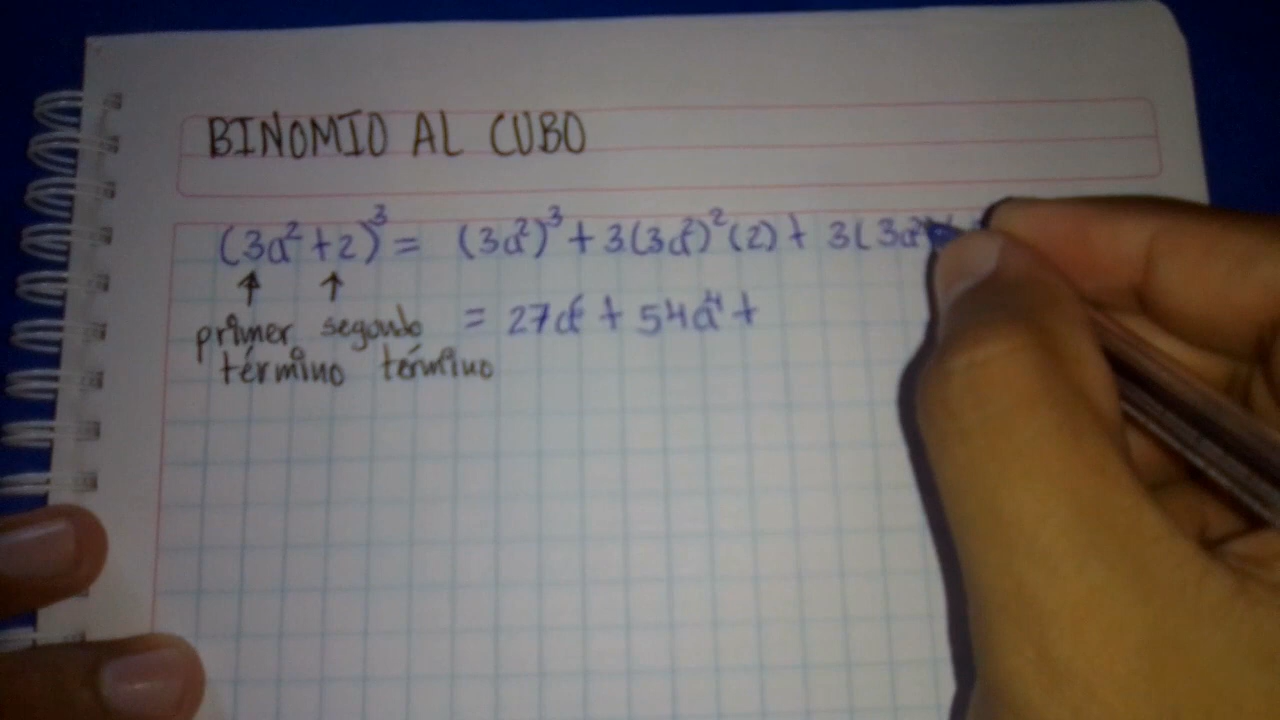 BINOMIO AL CUBO
(3a²+2)³ = (3a²)³ + 3(3a²)²(2) + 3(3a²
primer segundo = 27a⁶ + 54a⁴ +
término término